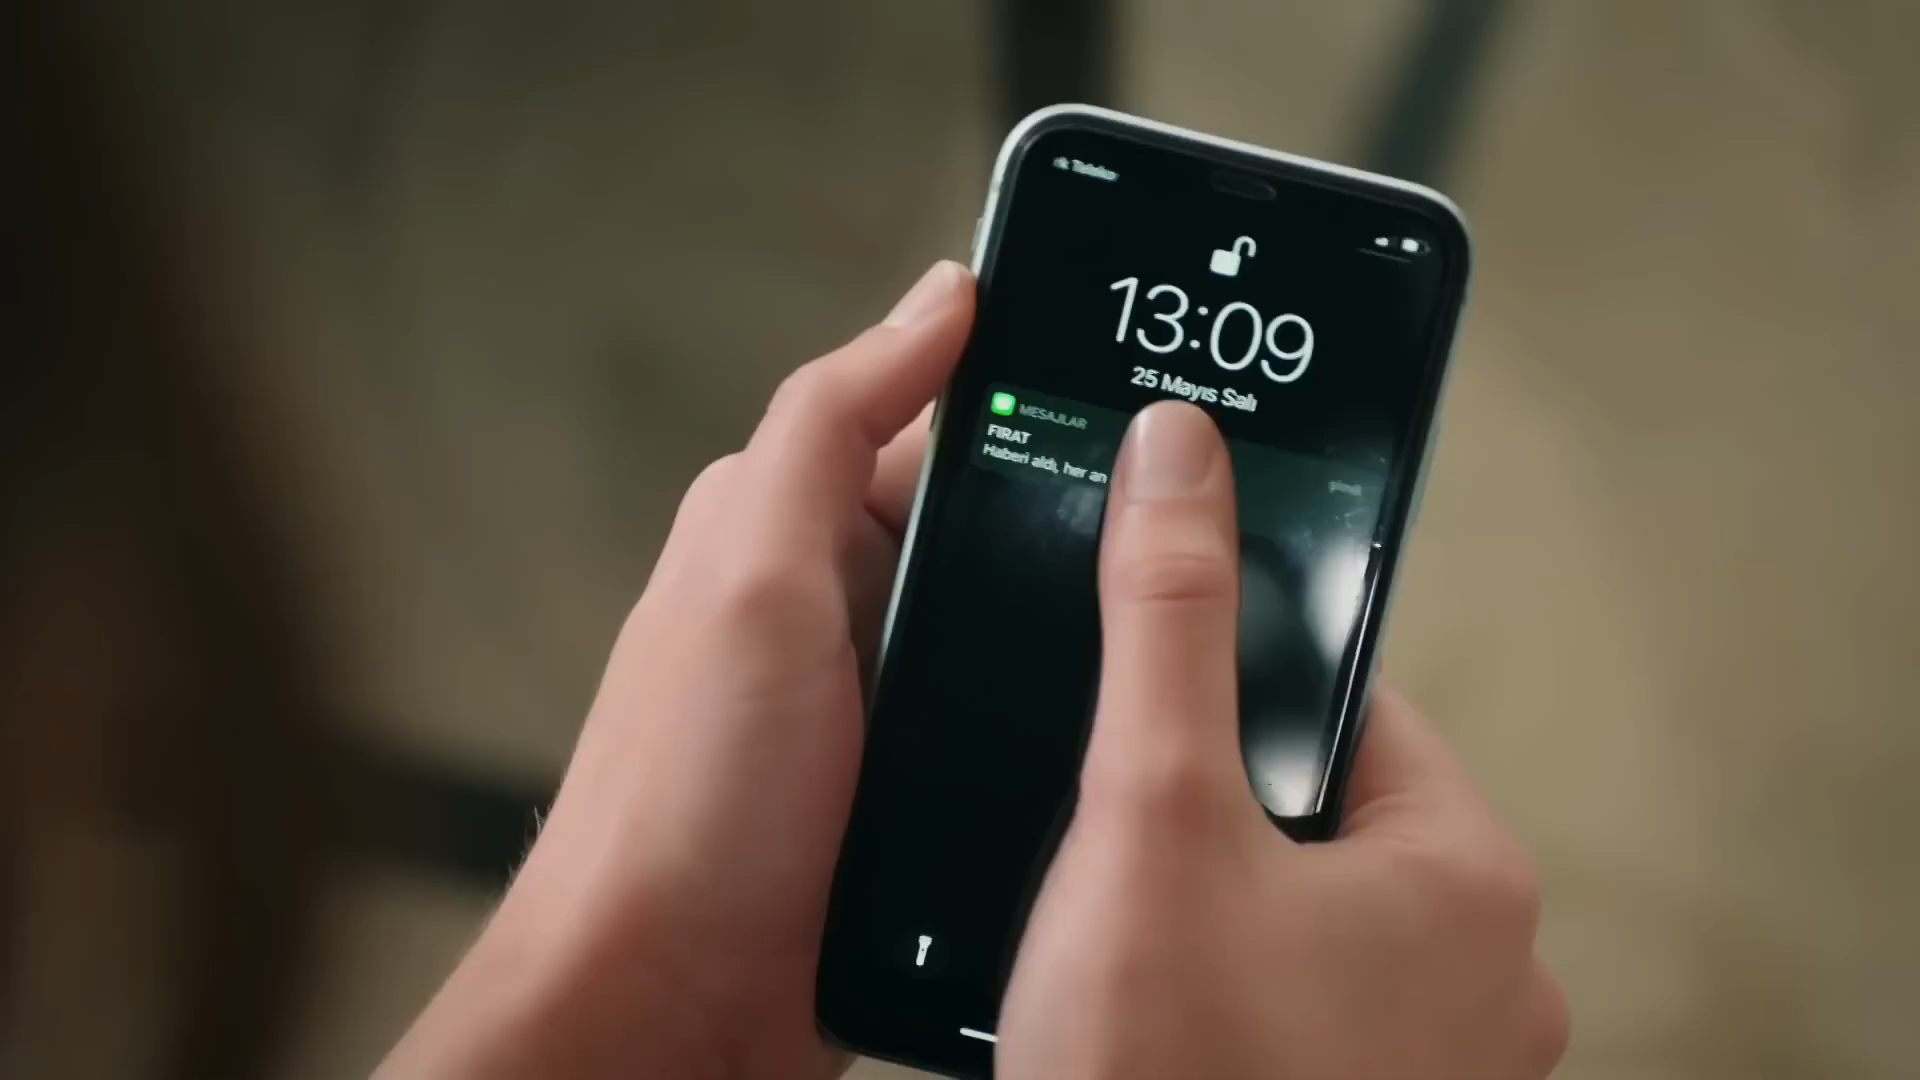 13:09
25 Mayıs Salı
MESAJLAR
şimdi
FIRAT
Haberi aldı, her an